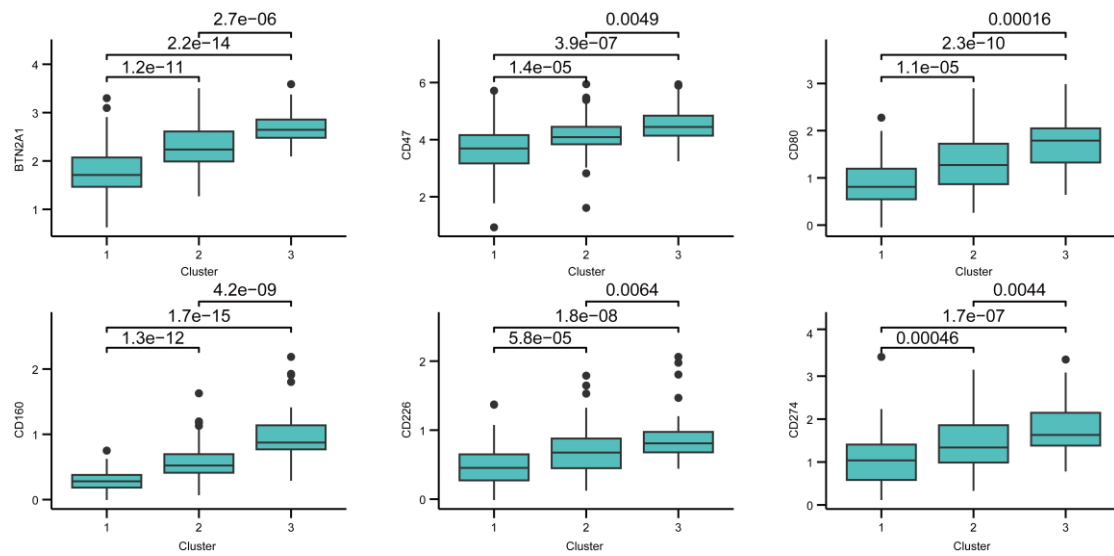 2.7e−06
2.2e−14
1.2e−11
4
3
2
1
BTN2A1
1 2 3
Cluster
0.0049
3.9e−07
1.4e−05
6
4
2
CD47
1 2 3
Cluster
0.00016
2.3e−10
1.1e−05
3
2
1
0
CD80
1 2 3
Cluster
4.2e−09
1.7e−15
1.3e−12
2
1
0
CD160
1 2 3
Cluster
0.0064
1.8e−08
5.8e−05
2
1
0
CD226
1 2 3
Cluster
0.0044
1.7e−07
0.00046
4
3
2
1
0
CD274
1 2 3
Cluster